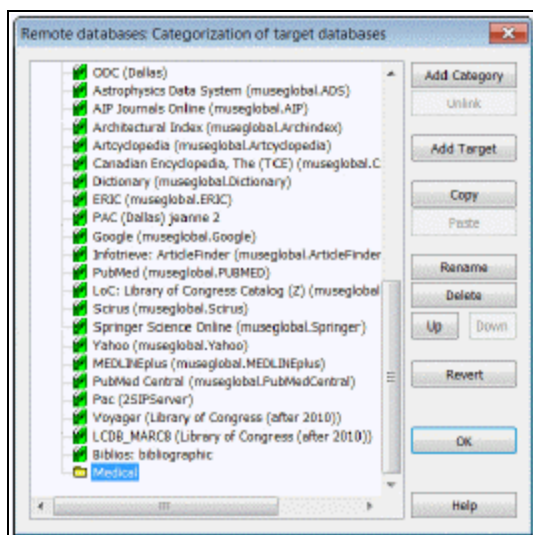 Remote databases: Categorization of target databases
ODC (Dallas)
Astrophysics Data System (museglobal.ADS)
AIP Journals Online (museglobal.AIP)
Architectural Index (museglobal.Archindex)
Artcyclopedia (museglobal.Artcyclopedia)
Canadian Encyclopedia, The (TCE) (museglobal.C
Dictionary (museglobal.Dictionary)
ERIC (museglobal.ERIC)
PAC (Dallas) jeanne 2
Google (museglobal.Google)
Infotrieve: ArticleFinder (museglobal.ArticleFinder
PubMed (museglobal.PUBMED)
LoC: Library of Congress Catalog (Z) (museglobal
Scirus (museglobal.Scirus)
Springer Science Online (museglobal.Springer)
Yahoo (museglobal.Yahoo)
MEDLINEplus (museglobal.MEDLINEplus)
PubMed Central (museglobal.PubMedCentral)
Pac (2SIPServer)
Voyager (Library of Congress (after 2010))
LCDB_MARC8 (Library of Congress (after 2010))
Biblios: bibliographic
Medical
Add Category
Unlink
Add Target
Copy
Paste
Rename
Delete
Up Down
Revert
OK
Help